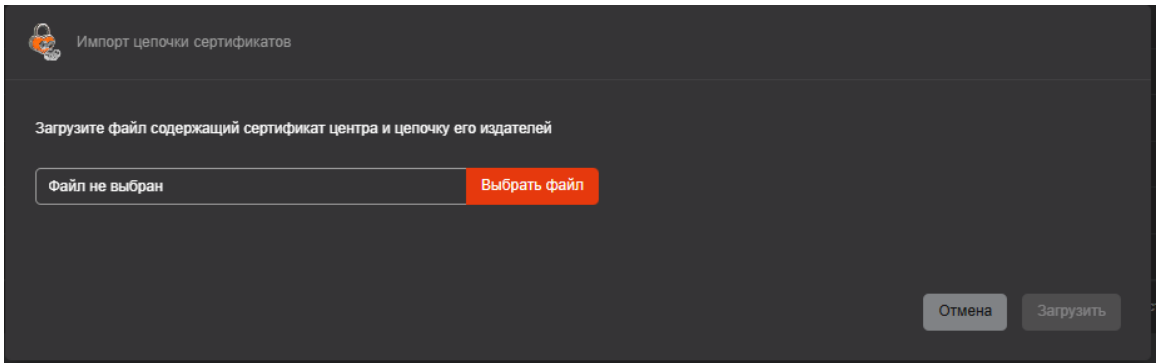 Импорт цепочки сертификатов
Загрузите файл содержащий сертификат центра и цепочку его издателей
Файл не выбран
Выбрать файл
Отмена
Загрузить